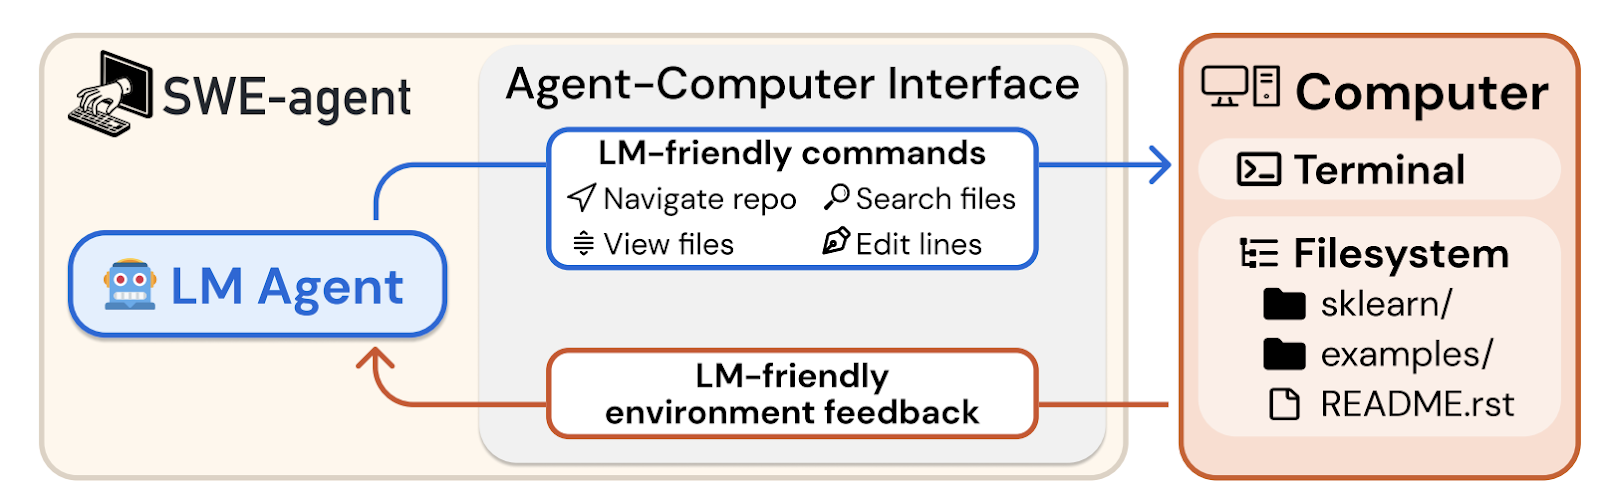 SWE-agent
Agent-Computer Interface
LM-friendly commands
Navigate repo
Search files
View files
Edit lines
LM Agent
LM-friendly
environment feedback
Computer
Terminal
Filesystem
sklearn/
examples/
README.rst